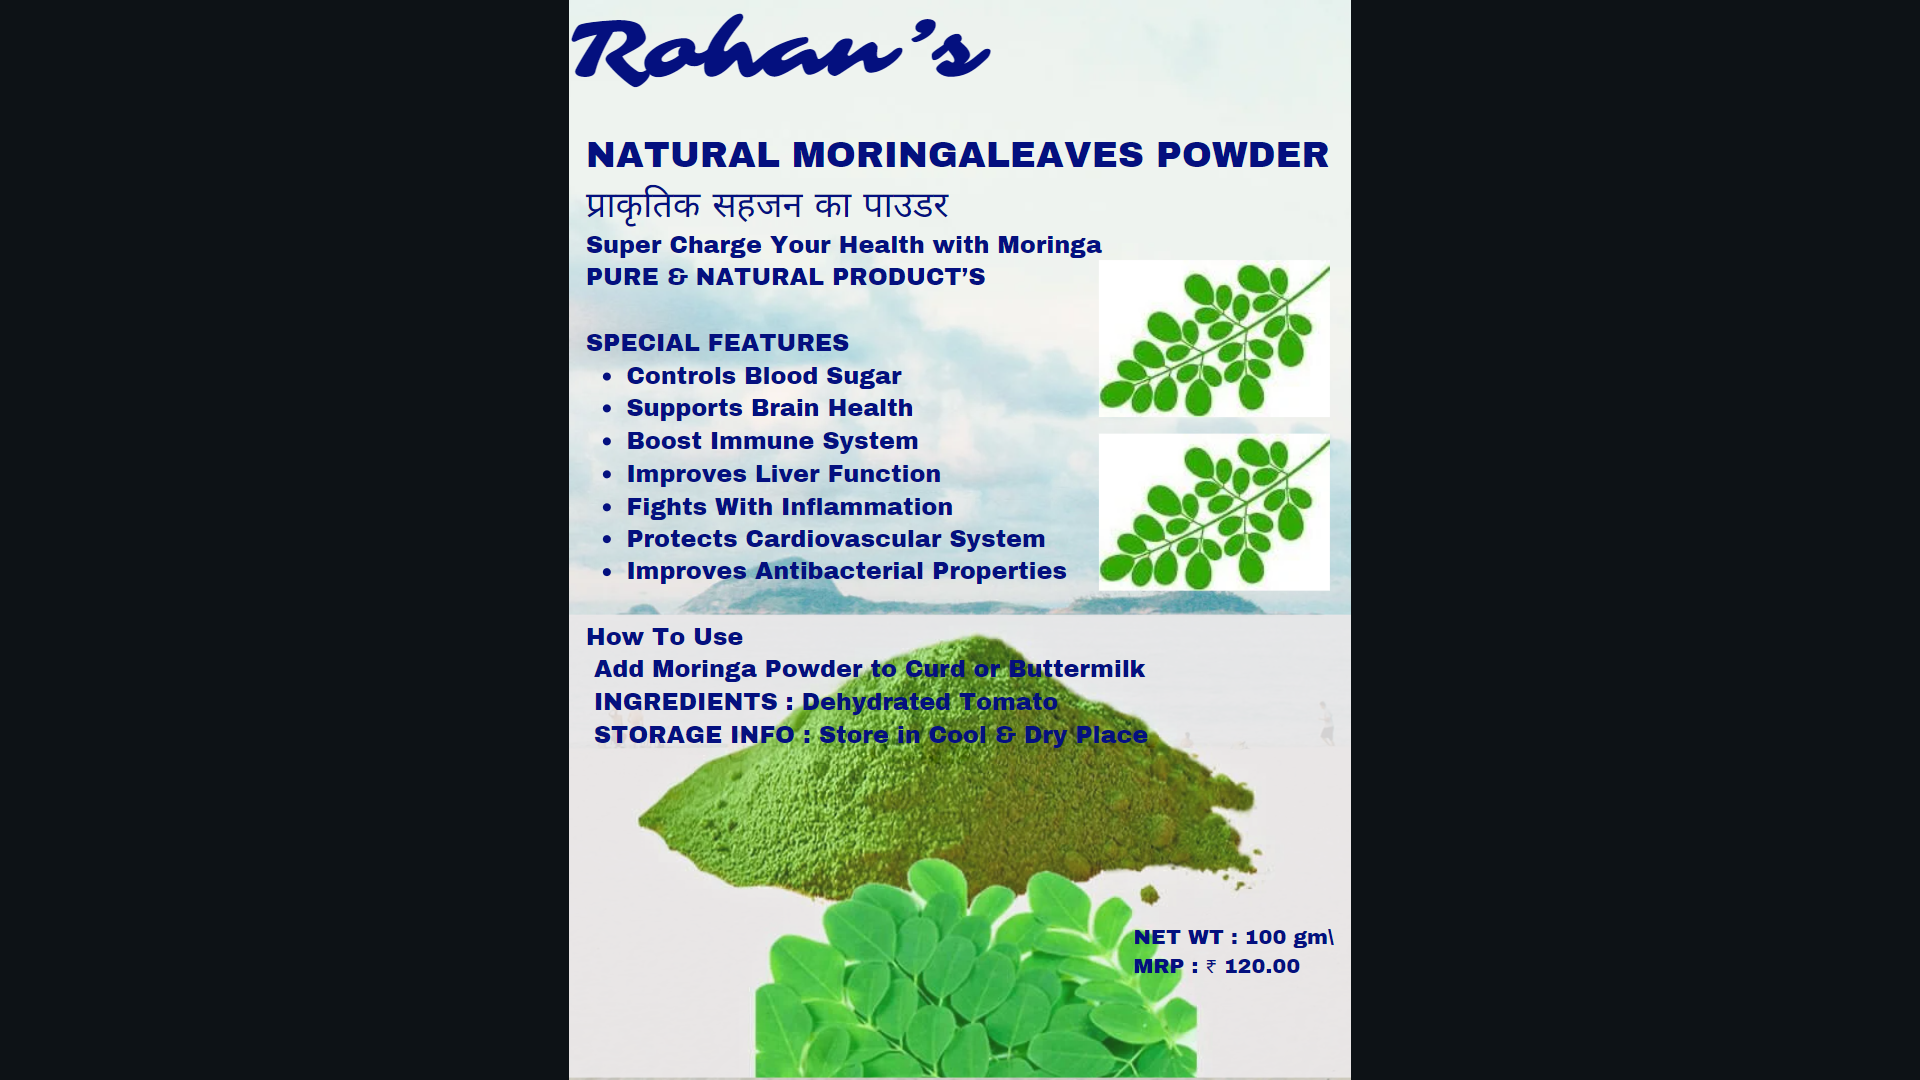 Rohan's
NATURAL MORINGALEAVES POWDER
प्राकृतिक सहजन का पाउडर
Super Charge Your Health with Moringa
PURE & NATURAL PRODUCT'S
SPECIAL FEATURES
• Controls Blood Sugar
• Supports Brain Health
• Boost Immune System
• Improves Liver Function
• Fights With Inflammation
• Protects Cardiovascular System
• Improves Antibacterial Properties
How To Use
Add Moringa Powder to Curd or Buttermilk
INGREDIENTS : Dehydrated Tomato
STORAGE INFO : Store in Cool & Dry Place
NET WT : 100 gm\
MRP : ₹ 120.00